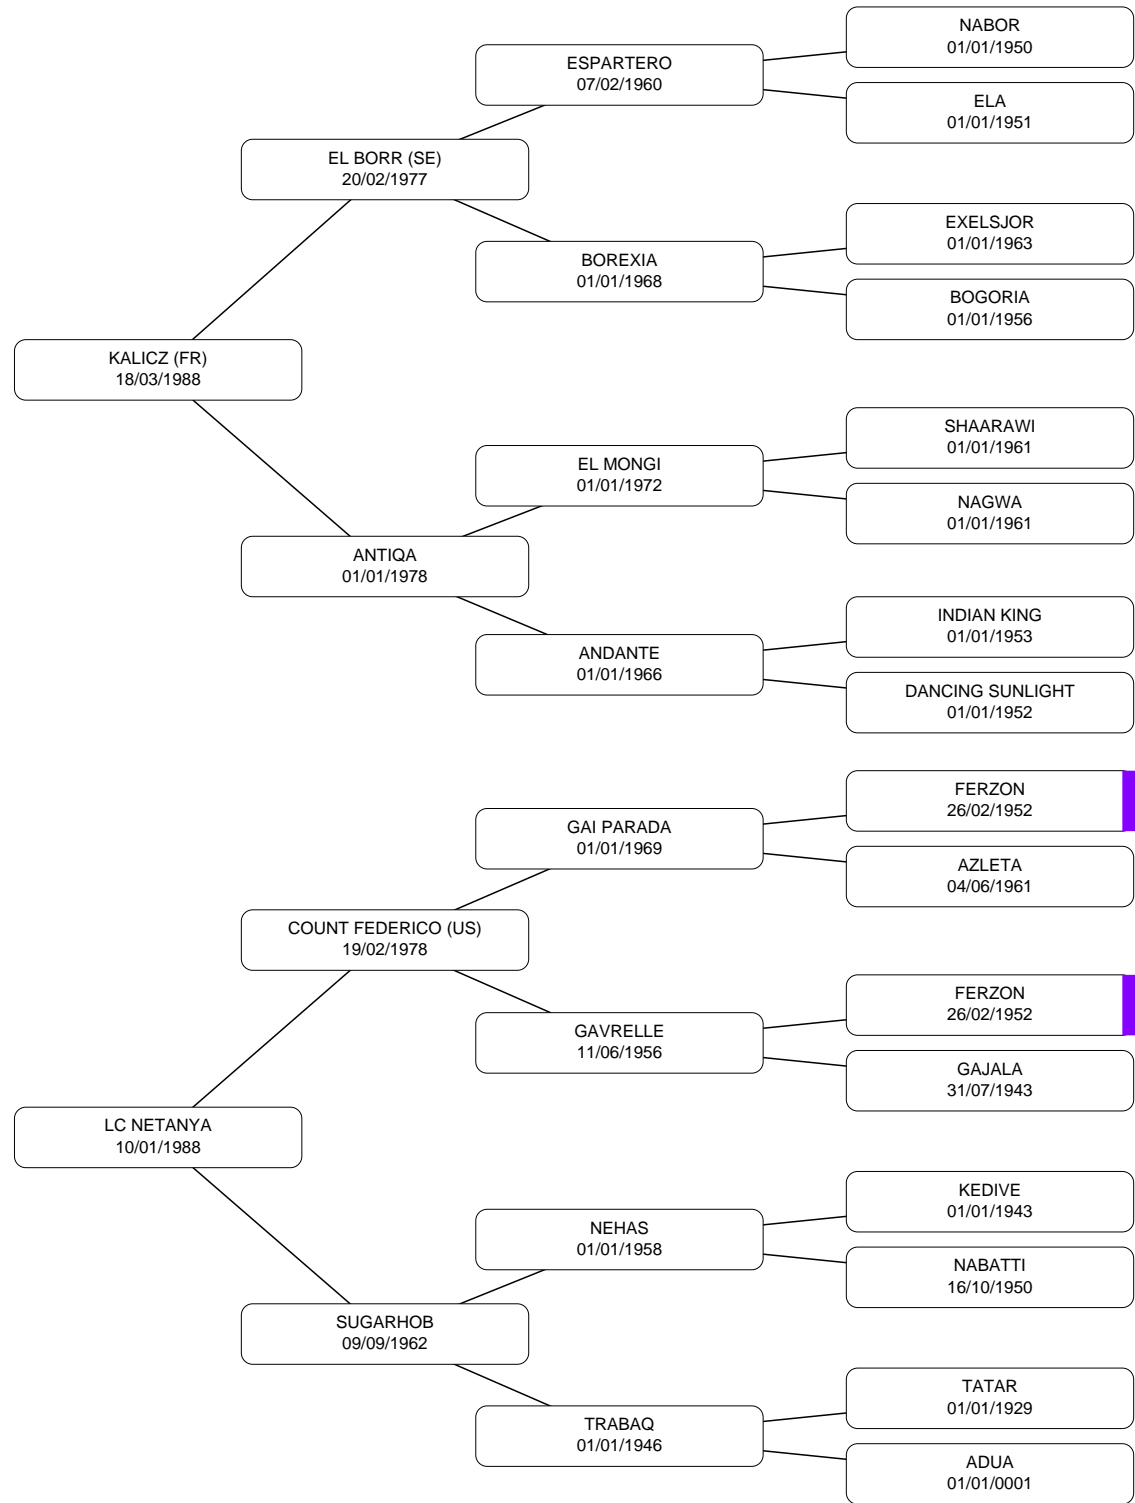 NABOR
01/01/1950
ESPARTERO
07/02/1960
ELA
01/01/1951
EL BORR (SE)
20/02/1977
EXELSJOR
01/01/1963
BOREXIA
01/01/1968
BOGORIA
01/01/1956
KALICZ (FR)
18/03/1988
SHAARAWI
01/01/1961
EL MONGI
01/01/1972
NAGWA
01/01/1961
ANTIQA
01/01/1978
INDIAN KING
01/01/1953
ANDANTE
01/01/1966
DANCING SUNLIGHT
01/01/1952
FERZON
26/02/1952
GAI PARADA
01/01/1969
AZLETA
04/06/1961
COUNT FEDERICO (US)
19/02/1978
FERZON
26/02/1952
GAVRELLE
11/06/1956
GAJALA
31/07/1943
LC NETANYA
10/01/1988
KEDIVE
01/01/1943
NEHAS
01/01/1958
NABATTI
16/10/1950
SUGARHOB
09/09/1962
TATAR
01/01/1929
TRABAQ
01/01/1946
ADUA
01/01/0001